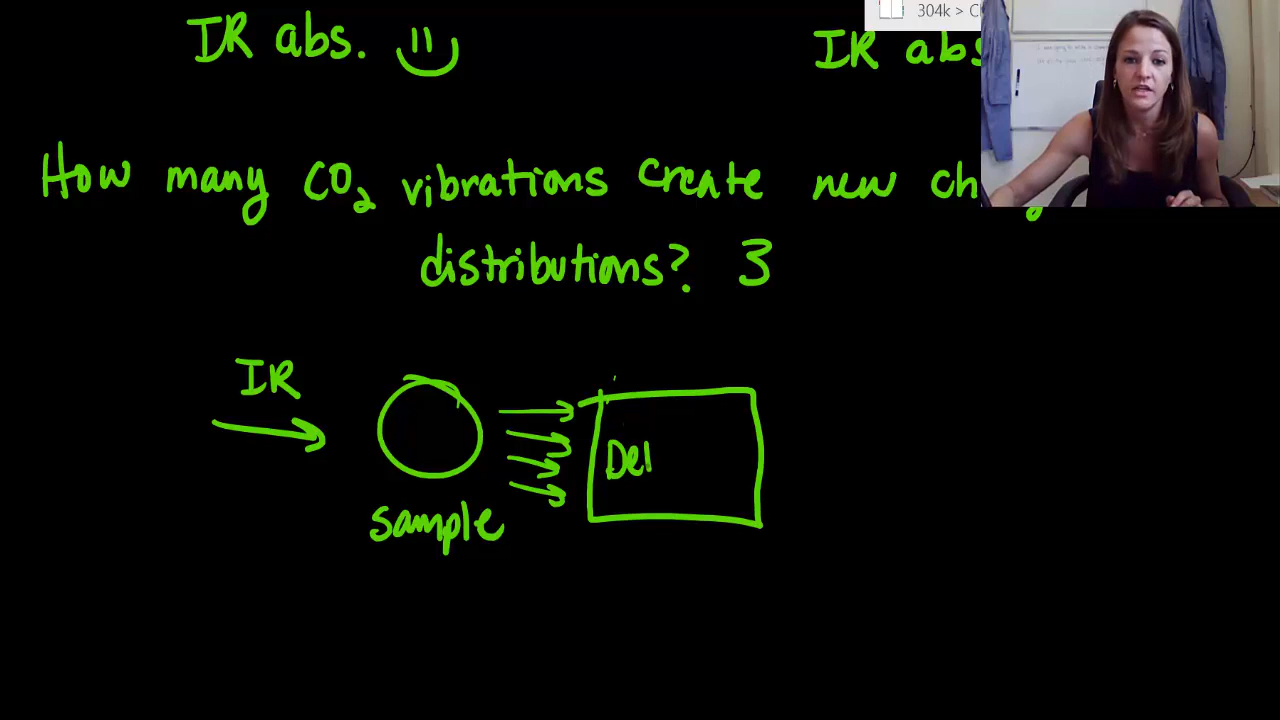 304k > C
IR abs.
IR abs
How many CO2 vibrations create new ch
distributions? 3
IR
Det
sample